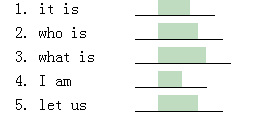 1. it is
2. who is
3. what is
4. I am
5. let us